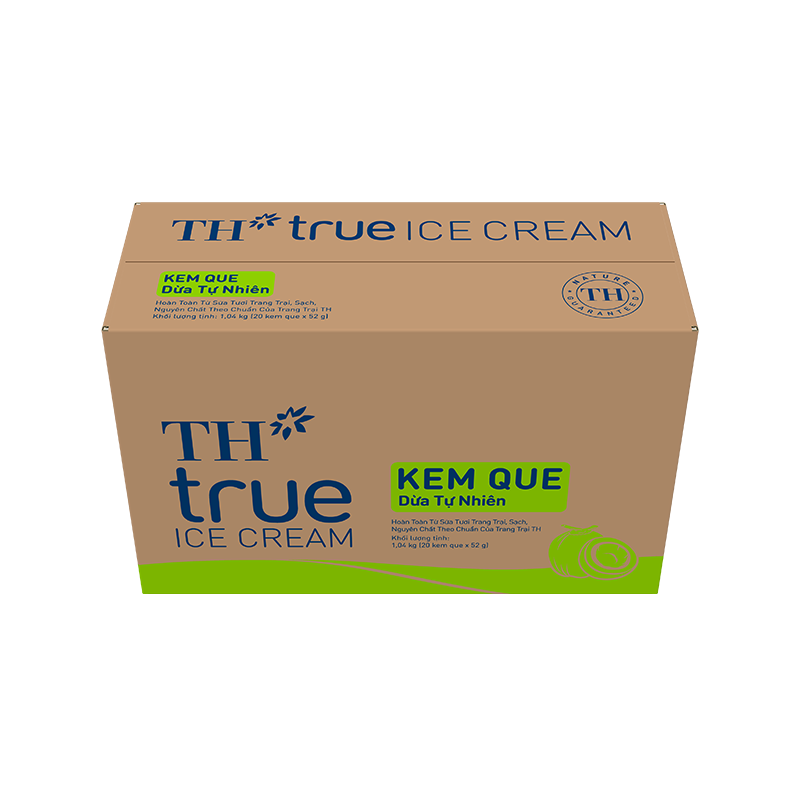 TH true ICE CREAM
KEM QUE
Dừa Tự Nhiên
Hoàn Toàn Từ Sữa Tươi Trang Trại, Sạch,
Nguyên Chất Theo Chuẩn Của Trang Trại TH
Khối lượng tịnh: 1,04 kg (20 kem que x 52 g)
NATURE
TH
GUARANTEED
TH
true
ICE CREAM
KEM QUE
Dừa Tự Nhiên
Hoàn Toàn Từ Sữa Tươi Trang Trại, Sạch,
Nguyên Chất Theo Chuẩn Của Trang Trại TH
Khối lượng tịnh:
1,04 kg (20 kem que x 52 g)